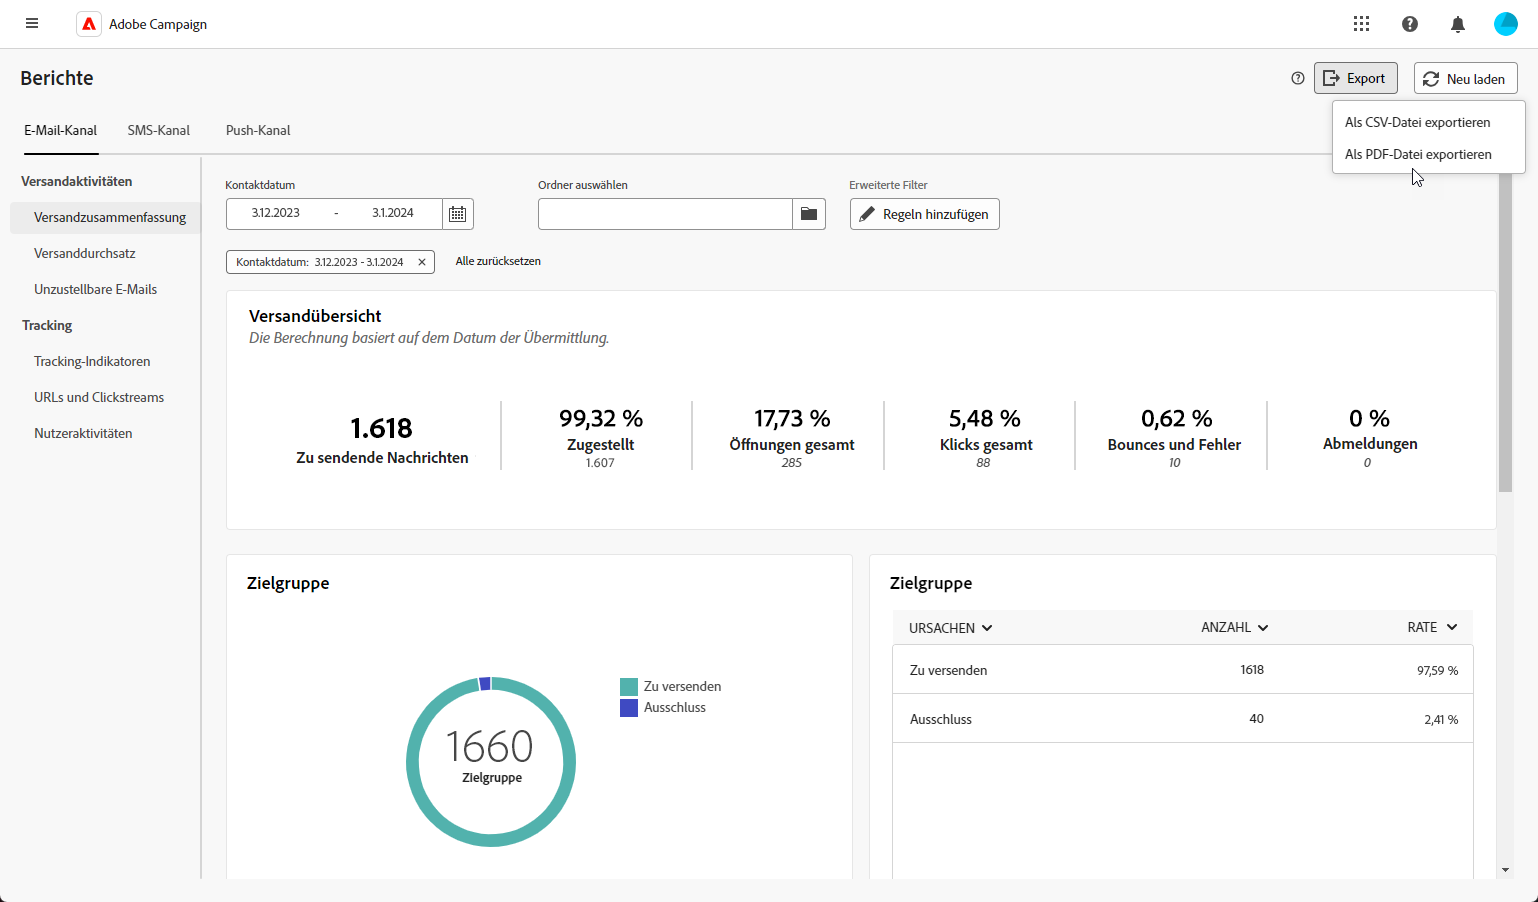 Adobe Campaign
Berichte
Export
Neu laden
Als CSV-Datei exportieren
Als PDF-Datei exportieren
E-Mail-Kanal
SMS-Kanal
Push-Kanal
Versandaktivitäten
Versandzusammenfassung
Versanddurchsatz
Unzustellbare E-Mails
Tracking
Tracking-Indikatoren
URLs und Clickstreams
Nutzeraktivitäten
Kontaktdatum
3.12.2023 - 3.1.2024
Ordner auswählen
Erweiterte Filter
Regeln hinzufügen
Kontaktdatum: 3.12.2023 - 3.1.2024
Alle zurücksetzen
Versandübersicht
Die Berechnung basiert auf dem Datum der Übermittlung.
1.618
Zu sendende Nachrichten
99,32 %
Zugestellt
1.607
17,73 %
Öffnungen gesamt
285
5,48 %
Klicks gesamt
88
0,62 %
Bounces und Fehler
10
0 %
Abmeldungen
0
Zielgruppe
1660
Zielgruppe
Zu versenden
Ausschluss
Zielgruppe
URSACHEN ANZAHL RATE
Zu versenden 1618 97,59 %
Ausschluss 40 2,41 %